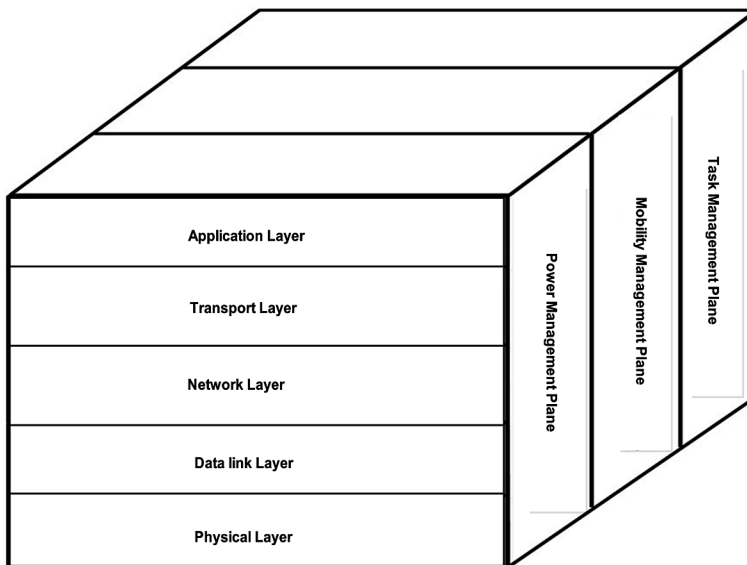 Application Layer
Transport Layer
Network Layer
Data link Layer
Physical Layer
Power Management Plane
Mobility Management Plane
Task Management Plane